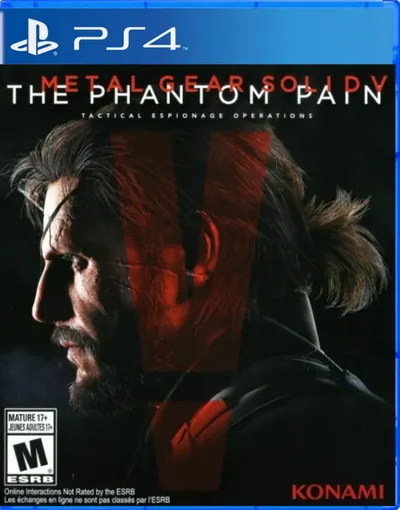 PS4
METAL GEAR SOLID V
THE PHANTOM PAIN
TACTICAL ESPIONAGE OPERATIONS
MATURE 17+
JEUNES ADULTES 17+
M
ESRB
Online Interactions Not Rated by the ESRB
Les échanges en ligne ne sont pas classés par l'ESRB
KONAMI